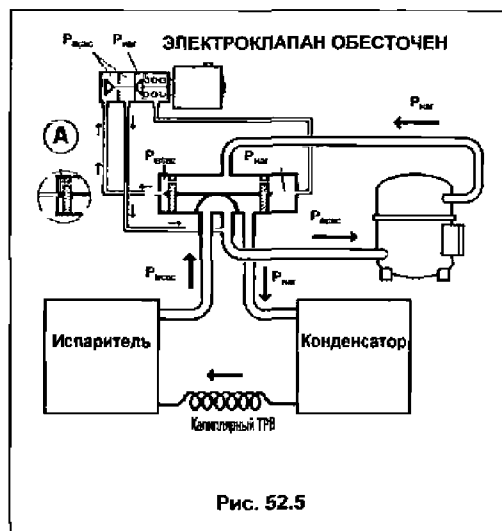 ЭЛЕКТРОКЛАПАН ОБЕСТОЧЕН
Pвсас
Pнаг
Pнаг
A
Pвсас
Pнаг
Pвсас
Pвсас
Pнаг
Испаритель
Конденсатор
Капиллярный ТРВ
Рис. 52.5